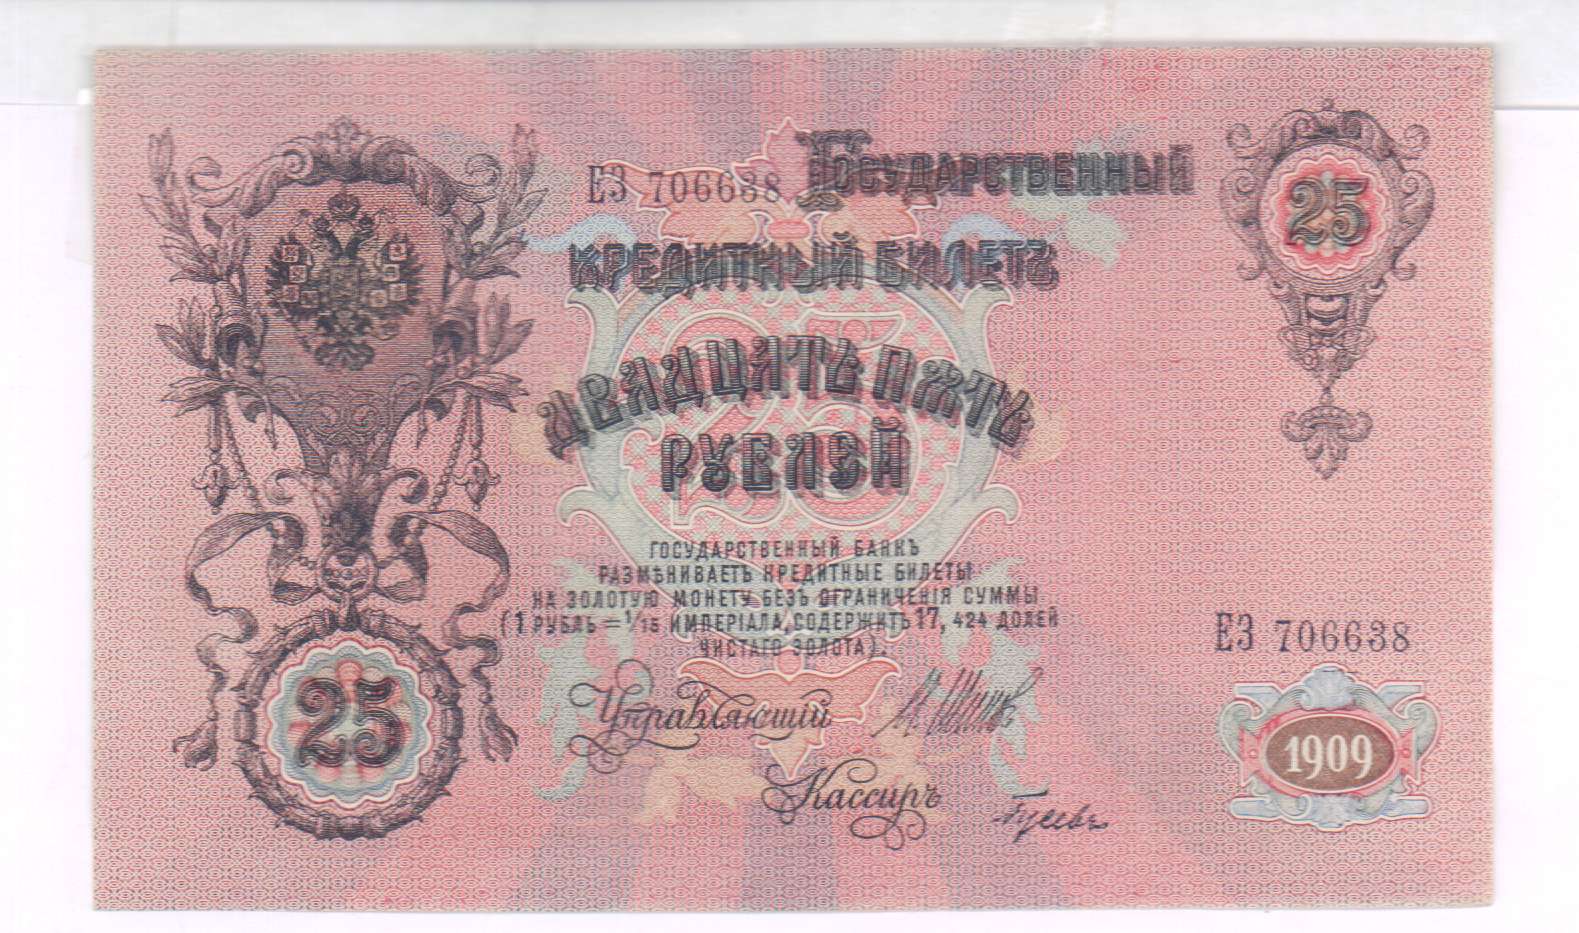 ЕЗ 706638 Государственный
кредитный билетъ
двадцать пять
рублей
25
25
25
Государственный банкъ
размѣниваетъ кредитные билеты
на золотую монету безъ ограниченія суммы
(1 рубль = 1/15 имперіала, содержитъ 17, 424 долей
чистаго золота).
ЕЗ 706638
Управляющій
Кассиръ
Гусевъ
1909